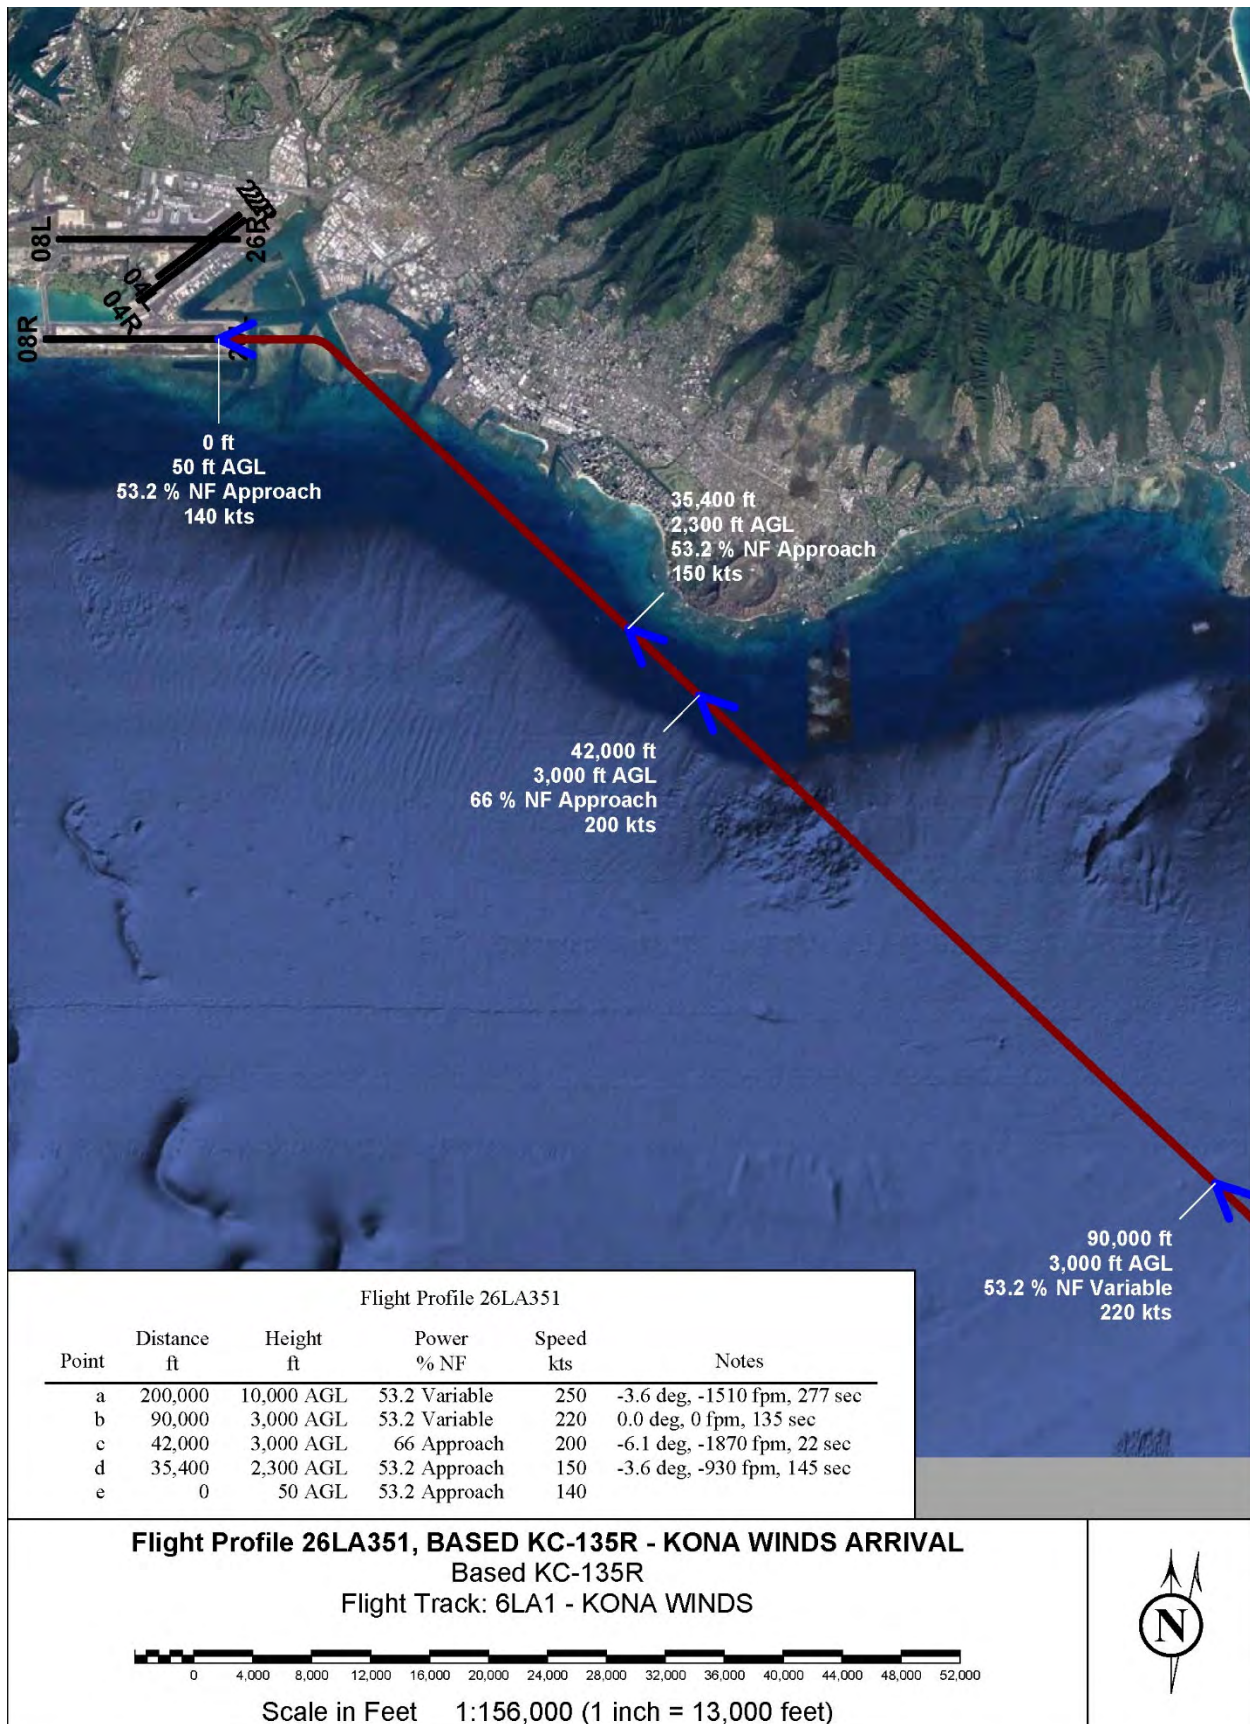 22R
08L
26R
04L
04R
08R
0 ft
50 ft AGL
53.2 % NF Approach
140 kts
35,400 ft
2,300 ft AGL
53.2 % NF Approach
150 kts
42,000 ft
3,000 ft AGL
66 % NF Approach
200 kts
90,000 ft
3,000 ft AGL
53.2 % NF Variable
220 kts
Flight Profile 26LA351
Distance Height Power Speed
Point ft ft % NF kts Notes
a 200,000 10,000 AGL 53.2 Variable 250 -3.6 deg, -1510 fpm, 277 sec
b 90,000 3,000 AGL 53.2 Variable 220 0.0 deg, 0 fpm, 135 sec
c 42,000 3,000 AGL 66 Approach 200 -6.1 deg, -1870 fpm, 22 sec
d 35,400 2,300 AGL 53.2 Approach 150 -3.6 deg, -930 fpm, 145 sec
e 0 50 AGL 53.2 Approach 140
Flight Profile 26LA351, BASED KC-135R - KONA WINDS ARRIVAL
Based KC-135R
Flight Track: 6LA1 - KONA WINDS
0 4,000 8,000 12,000 16,000 20,000 24,000 28,000 32,000 36,000 40,000 44,000 48,000 52,000
Scale in Feet 1:156,000 (1 inch = 13,000 feet)
N